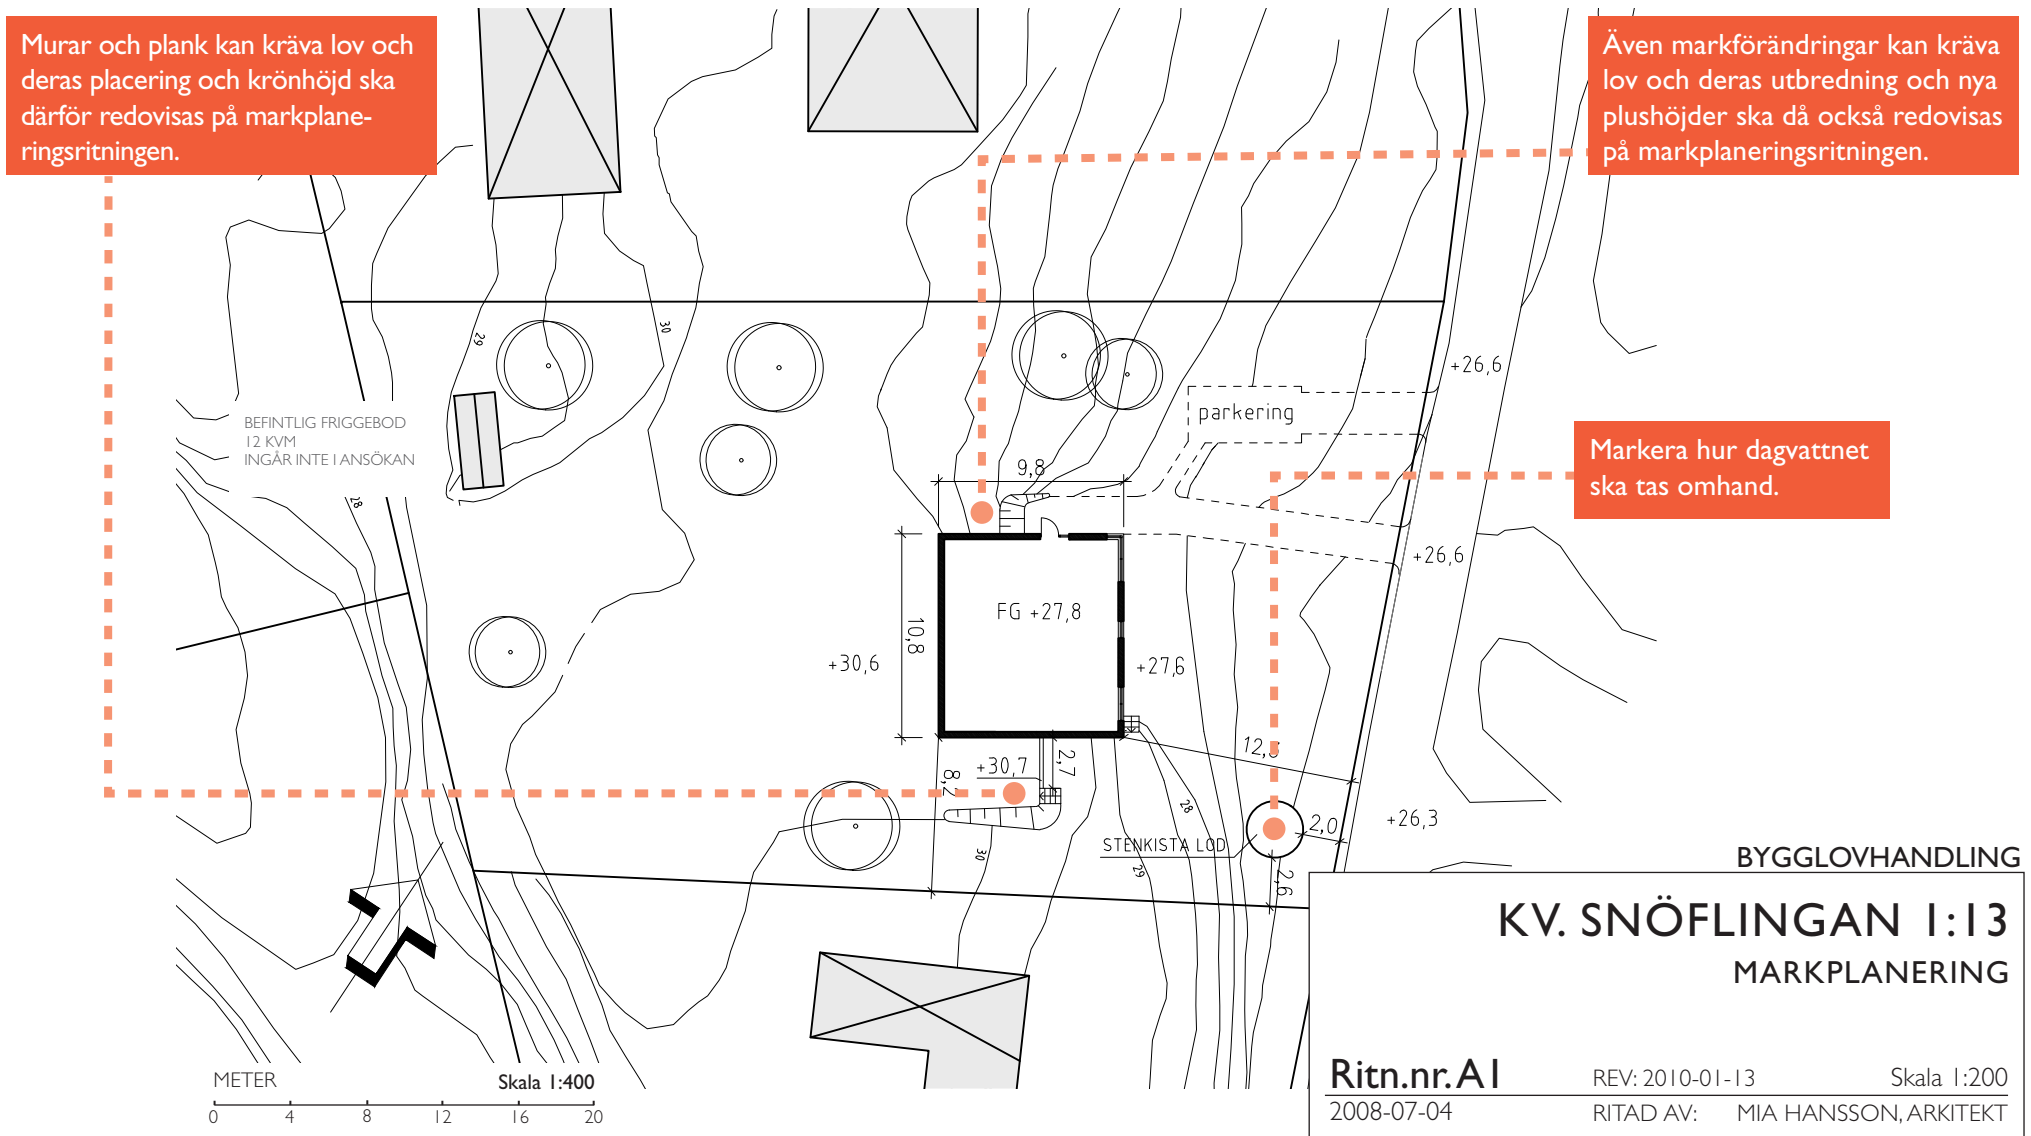 Murar och plank kan kräva lov och
deras placering och krönhöjd ska
därför redovisas på markplane-
ringsritningen.
Även markförändringar kan kräva
lov och deras utbredning och nya
plushöjder ska då också redovisas
på markplaneringsritningen.
29
30
+26,6
BEFINTLIG FRIGGEBOD
12 KVM
INGÅR INTE I ANSÖKAN
parkering
Markera hur dagvattnet
ska tas omhand.
9,8
28
+26,6
FG +27,8
10,8
+30,6
+27,6
+30,7
2,7
8,2
28
+26,3
2,0
STENKISTA LOD
30
29
2,6
BYGGLOVHANDLING
KV. SNÖFLINGAN 1:13
MARKPLANERING
Ritn.nr. A1
REV: 2010-01-13
Skala 1:200
2008-07-04
RITAD AV:
MIA HANSSON, ARKITEKT
METER
Skala 1:400
0 4 8 12 16 20